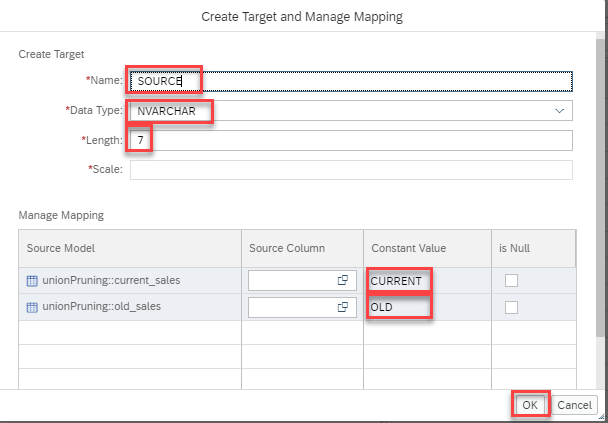 Create Target and Manage Mapping
Create Target
*Name: SOURCE
*Data Type: NVARCHAR
*Length: 7
*Scale:
Manage Mapping
Source Model Source Column Constant Value is Null
unionPruning::current_sales CURRENT
unionPruning::old_sales OLD
OK Cancel